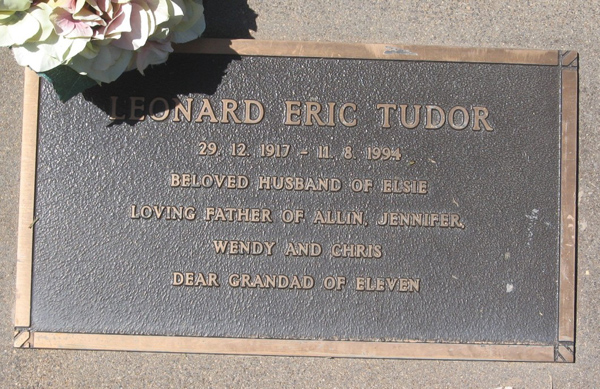 LEONARD ERIC TUDOR
29. 12. 1917 - 11. 8. 1994
BELOVED HUSBAND OF ELSIE
LOVING FATHER OF ALLIN, JENNIFER,
WENDY AND CHRIS
DEAR GRANDAD OF ELEVEN